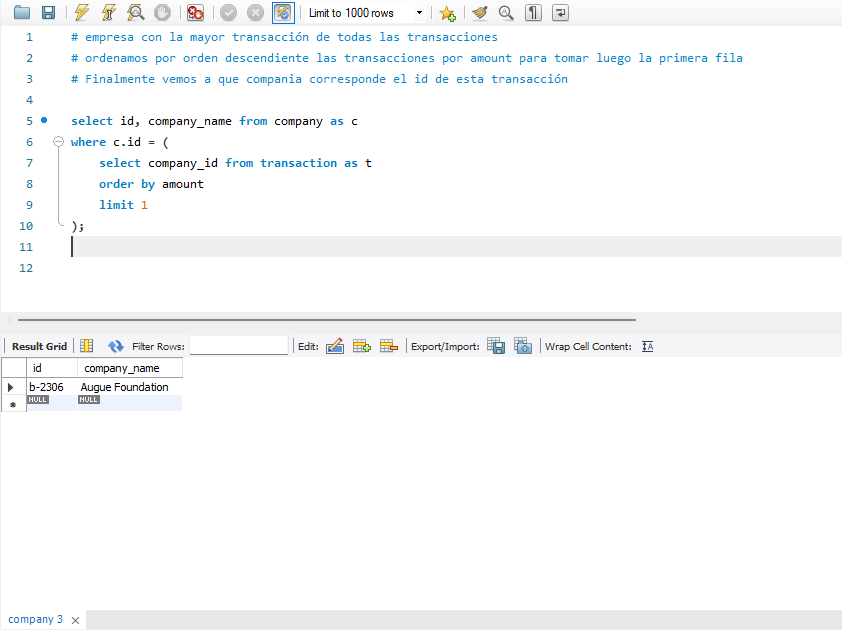 Limit to 1000 rows
1 # empresa con la mayor transacción de todas las transacciones
2 # ordenamos por orden descendiente las transacciones por amount para tomar luego la primera fila
3 # Finalmente vemos a que compania corresponde el id de esta transacción
4
5 select id, company_name from company as c
6 where c.id = (
7 select company_id from transaction as t
8 order by amount
9 limit 1
10 );
11
12
Result Grid Filter Rows: Edit: Export/Import: Wrap Cell Content:
id company_name
b-2306 Augue Foundation
NULL NULL
company 3